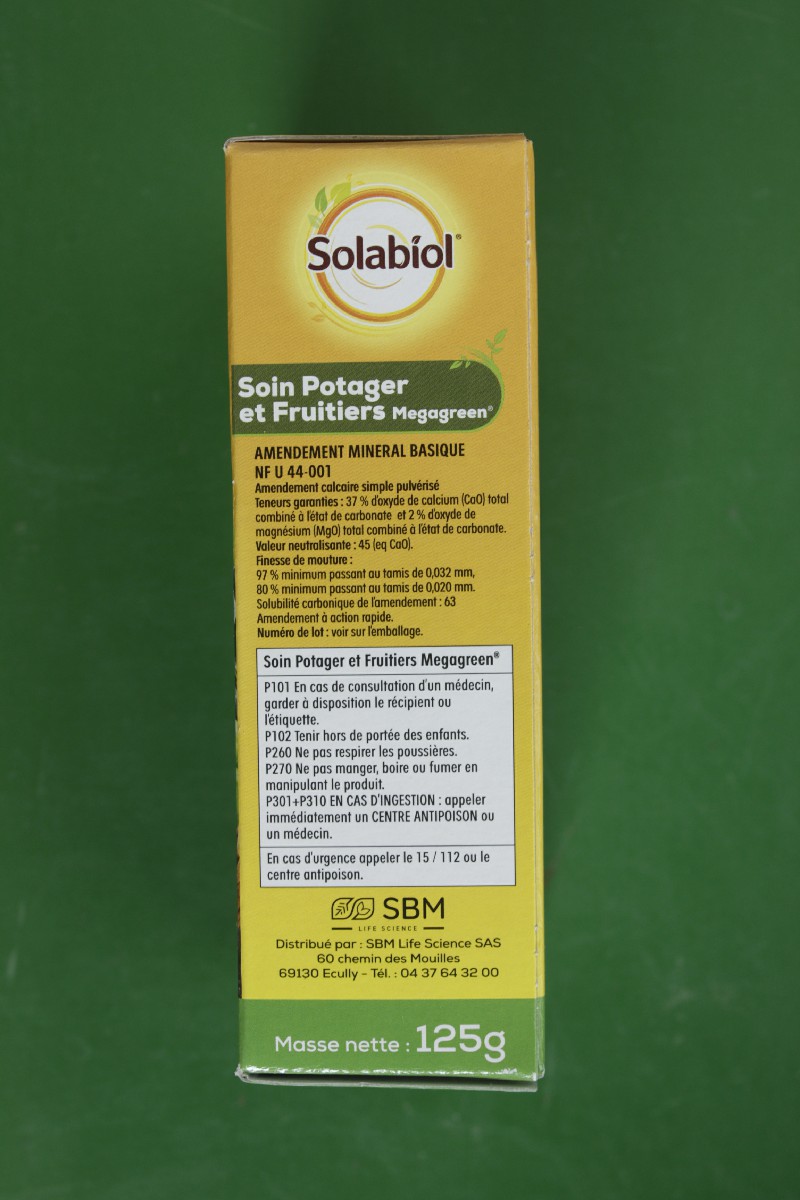 Solabiol®
Soin Potager
et Fruitiers Megagreen®
AMENDEMENT MINERAL BASIQUE
NF U 44-001
Amendement calcaire simple pulvérisé
Teneurs garanties : 37 % d'oxyde de calcium (CaO) total
combiné à l'état de carbonate et 2 % d'oxyde de
magnésium (MgO) total combiné à l'état de carbonate.
Valeur neutralisante : 45 (eq CaO).
Finesse de mouture :
97 % minimum passant au tamis de 0,032 mm,
80 % minimum passant au tamis de 0,020 mm.
Solubilité carbonique de l'amendement : 63
Amendement à action rapide.
Numéro de lot : voir sur l'emballage.
Soin Potager et Fruitiers Megagreen®
P101 En cas de consultation d'un médecin,
garder à disposition le récipient ou
l'étiquette.
P102 Tenir hors de portée des enfants.
P260 Ne pas respirer les poussières.
P270 Ne pas manger, boire ou fumer en
manipulant le produit.
P301+P310 EN CAS D'INGESTION : appeler
immédiatement un CENTRE ANTIPOISON ou
un médecin.
En cas d'urgence appeler le 15 / 112 ou le
centre antipoison.
SBM
LIFE SCIENCE
Distribué par : SBM Life Science SAS
60 chemin des Mouilles
69130 Ecully - Tél. : 04 37 64 32 00
Masse nette : 125g